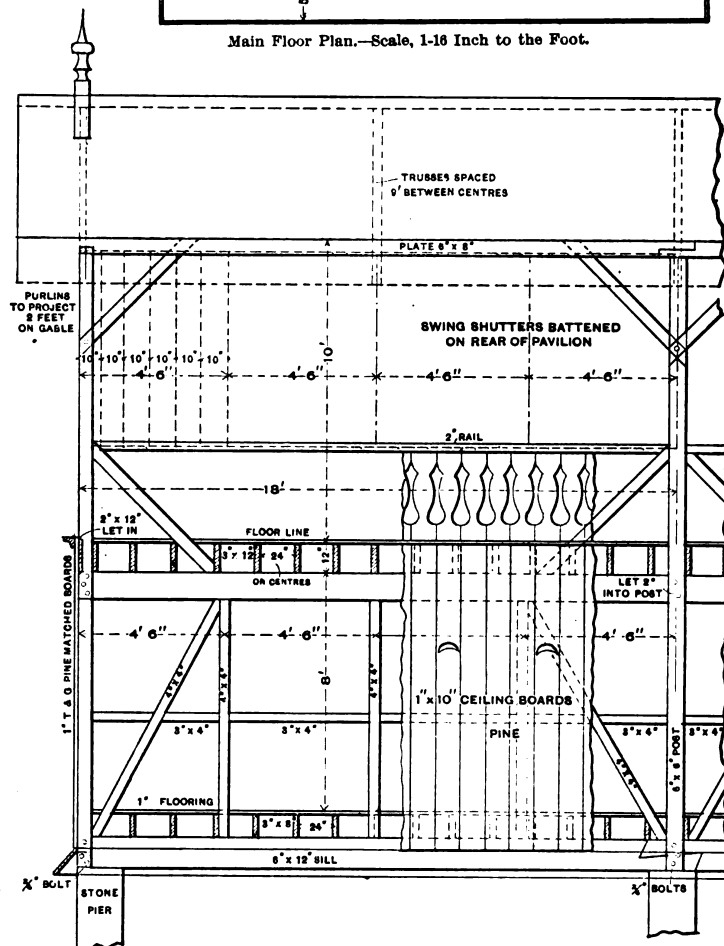 Main Floor Plan.—Scale, 1-16 Inch to the Foot.
TRUSSES SPACED
9' BETWEEN CENTRES
PLATE 6" X 8"
PURLINS
TO PROJECT
2 FEET
ON GABLE
SWING SHUTTERS BATTENED
ON REAR OF PAVILION
10" 10" 10" 10" 10" 10"
10'
4' 6" 4' 6" 4' 6" 4' 6"
2" RAIL
18'
2" X 12"
LET IN
FLOOR LINE
3" X 12" 24" 12"
ON CENTRES
LET 2"
INTO POST
1" T & G PINE MATCHED BOARDS
4' 6" 4' 6" 4' 6"
4" X 4" 4" X 4" 8' 4" X 4"
1" X 10" CEILING BOARDS
PINE
3" X 4" 3" X 4" 3" X 4" 3" X 4"
6" X 6" POST
4" X 4"
1" FLOORING
3" X 8" 24"
6" X 12" SILL
¾" BOLT
STONE
PIER
¾" BOLTS